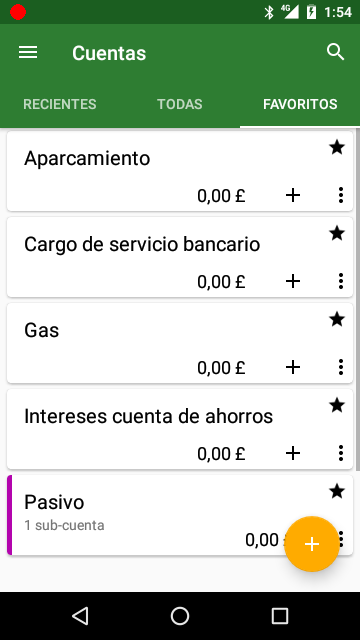 4G
1:54
Cuentas
RECIENTES
TODAS
FAVORITOS
Aparcamiento
0,00 £
Cargo de servicio bancario
0,00 £
Gas
0,00 £
Intereses cuenta de ahorros
0,00 £
Pasivo
1 sub-cuenta
0,00